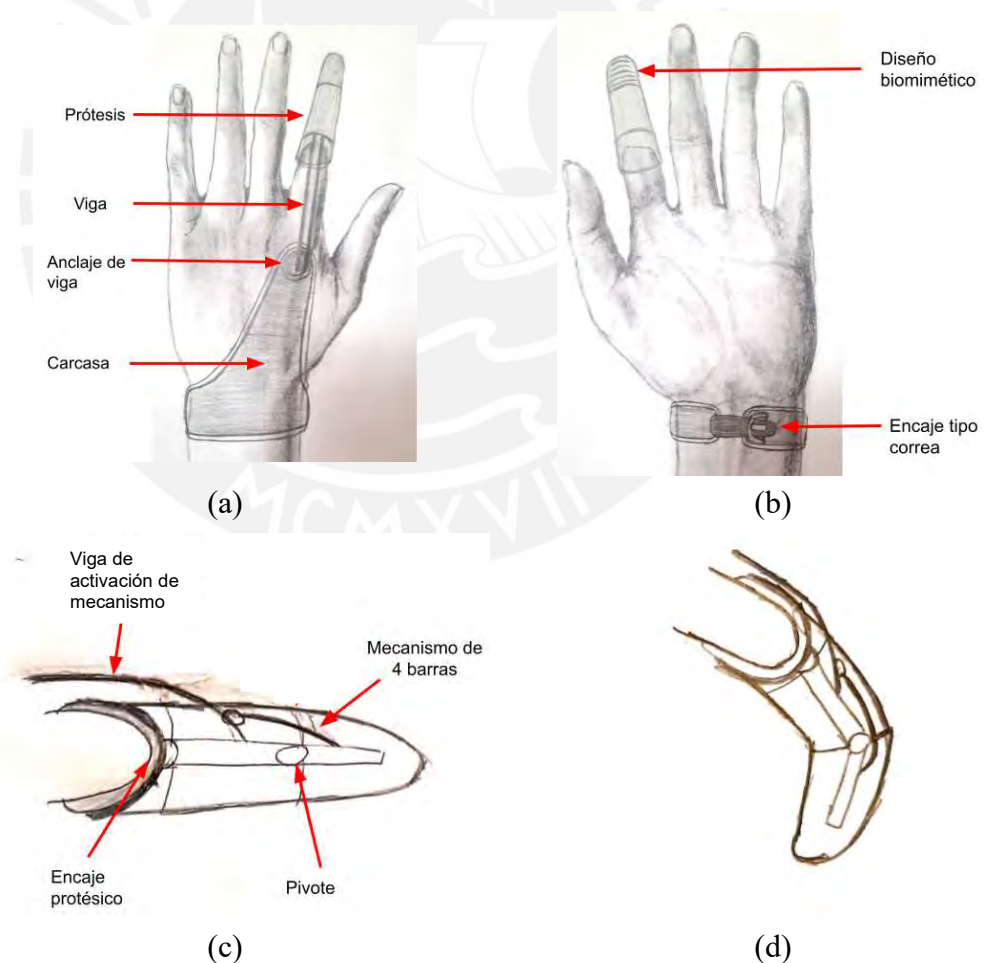 Prótesis
Viga
Anclaje de
viga
Carcasa
Diseño
biomimético
Encaje tipo
correa
(a)
(b)
MCMXVII
Viga de
activación de
mecanismo
Mecanismo de
4 barras
Encaje
protésico
Pivote
(c)
(d)